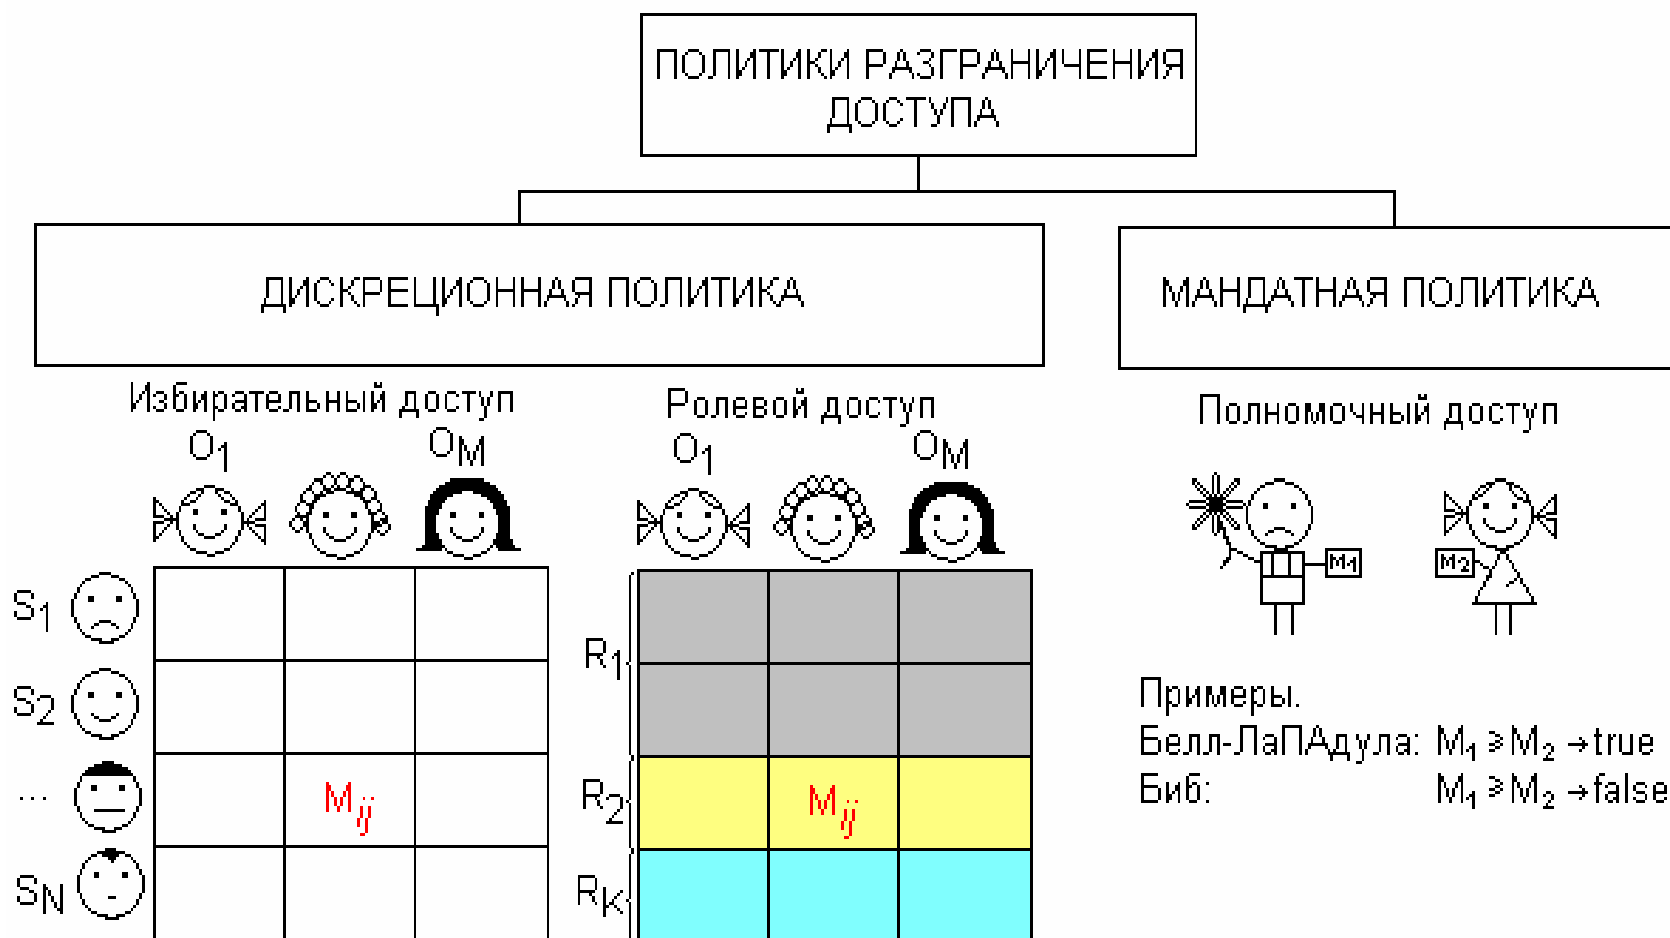 ПОЛИТИКИ РАЗГРАНИЧЕНИЯ
ДОСТУПА
ДИСКРЕЦИОННАЯ ПОЛИТИКА
МАНДАТНАЯ ПОЛИТИКА
Избирательный доступ
O1 OM
S1
S2
...
SN
Mij
Ролевой доступ
O1 OM
R1
R2
RK
Mij
Полномочный доступ
M1 M2
Примеры.
Белл-ЛаПАдула: M1 ⩾ M2 → true
Биб: M1 ⩾ M2 → false